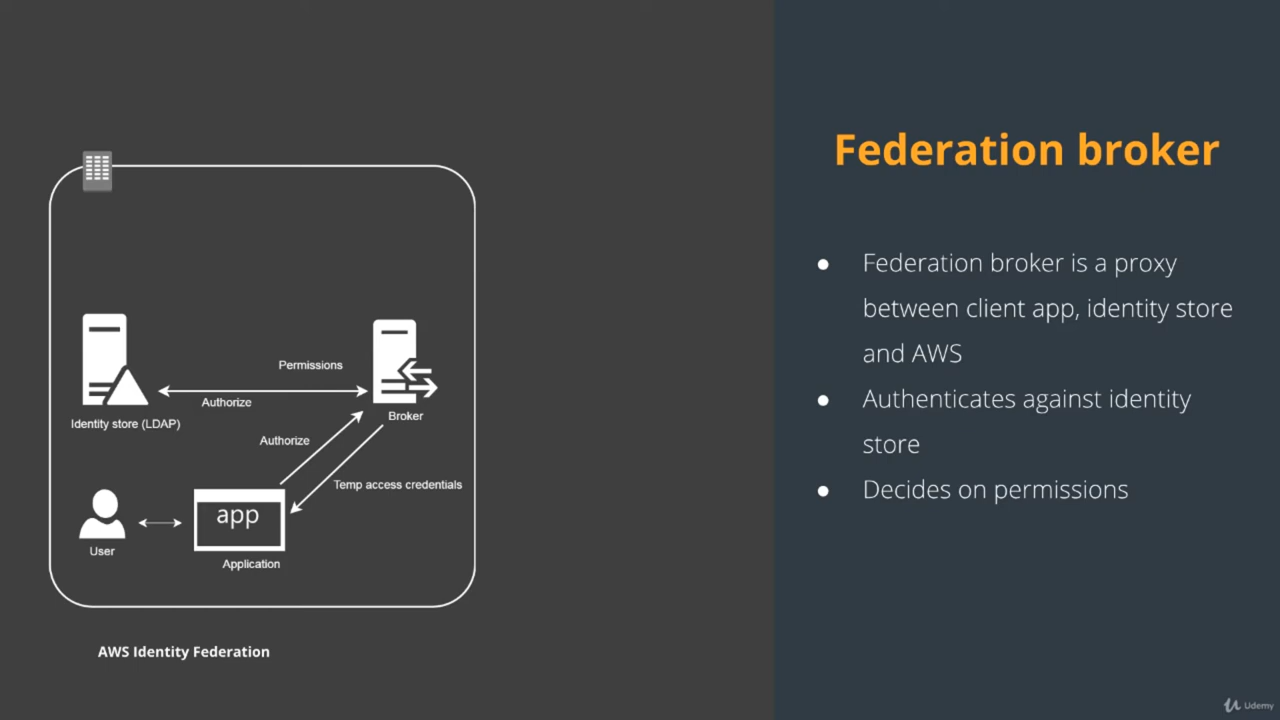 Federation broker
● Federation broker is a proxy
between client app, identity store
and AWS
● Authenticates against identity
store
● Decides on permissions
Permissions
Authorize
Identity store (LDAP)
Broker
Authorize
Temp access credentials
app
User
Application
AWS Identity Federation
Udemy